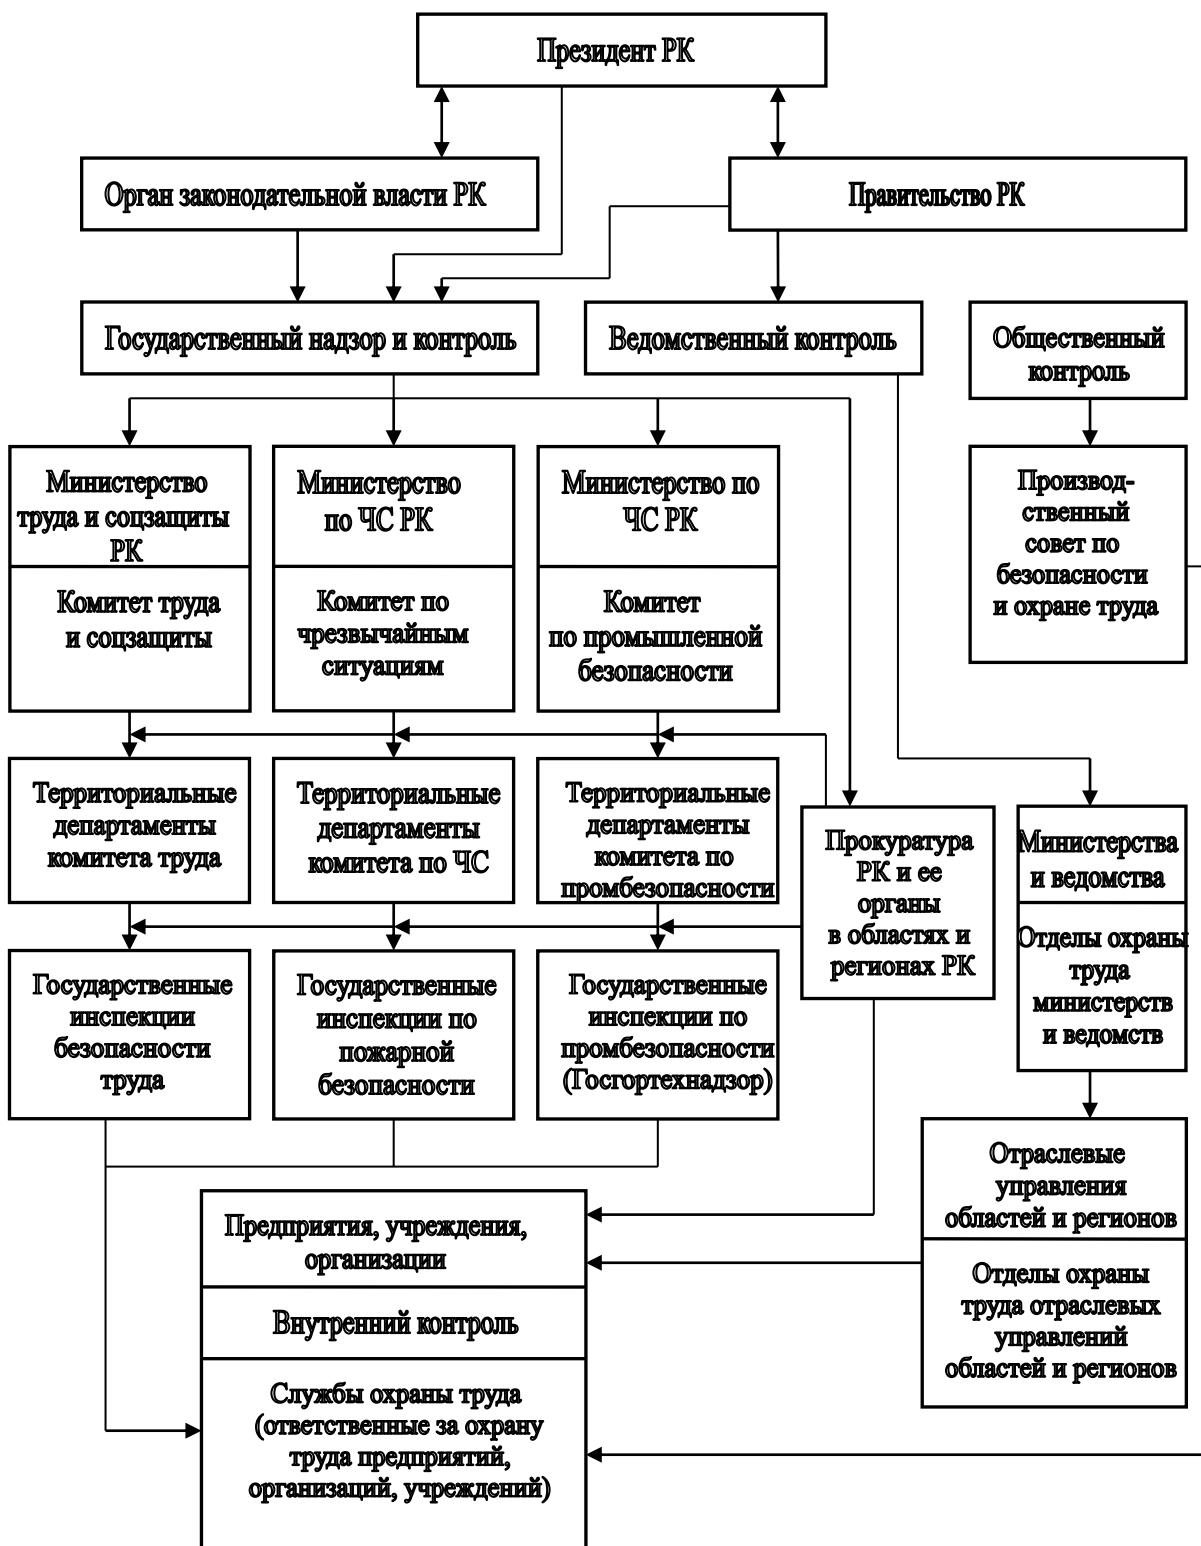 Президент РК
Орган законодательной власти РК
Правительство РК
Государственный надзор и контроль
Ведомственный контроль
Общественный
контроль
Министерство
труда и соцзащиты
РК
Министерство
по ЧС РК
Министерство по
ЧС РК
Производ-
ственный
совет по
безопасности
и охране труда
Комитет труда
и соцзащиты
Комитет по
чрезвычайным
ситуациям
Комитет
по промышленной
безопасности
Территориальные
департаменты
комитета труда
Территориальные
департаменты
комитета по ЧС
Территориальные
департаменты
комитета по
промбезопасности
Прокуратура
РК и ее
органы
в областях и
регионах РК
Министерства
и ведомства
Отделы охраны
труда
министерств
и ведомств
Государственные
инспекции
безопасности
труда
Государственные
инспекции по
пожарной
безопасности
Государственные
инспекции по
промбезопасности
(Госгортехнадзор)
Отраслевые
управления
областей и регионов
Отделы охраны
труда отраслевых
управлений
областей и регионов
Предприятия, учреждения,
организации
Внутренний контроль
Службы охраны труда
(ответственные за охрану
труда предприятий,
организаций, учреждений)